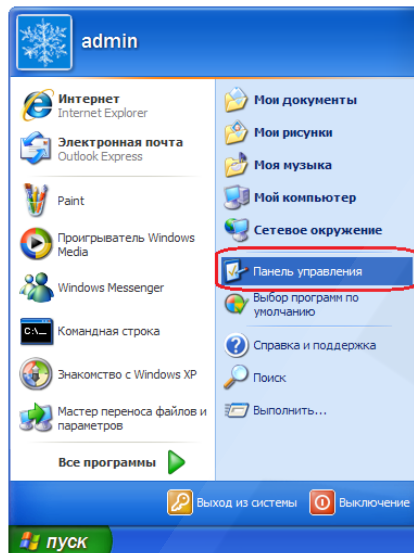 admin
Интернет
Internet Explorer
Электронная почта
Outlook Express
Paint
Проигрыватель Windows
Media
Windows Messenger
C:\_
Командная строка
Знакомство с Windows XP
Мастер переноса файлов и
параметров
Все программы
Мои документы
Мои рисунки
Моя музыка
Мой компьютер
Сетевое окружение
Панель управления
Выбор программ по
умолчанию
Справка и поддержка
Поиск
Выполнить...
Выход из системы
Выключение
пуск